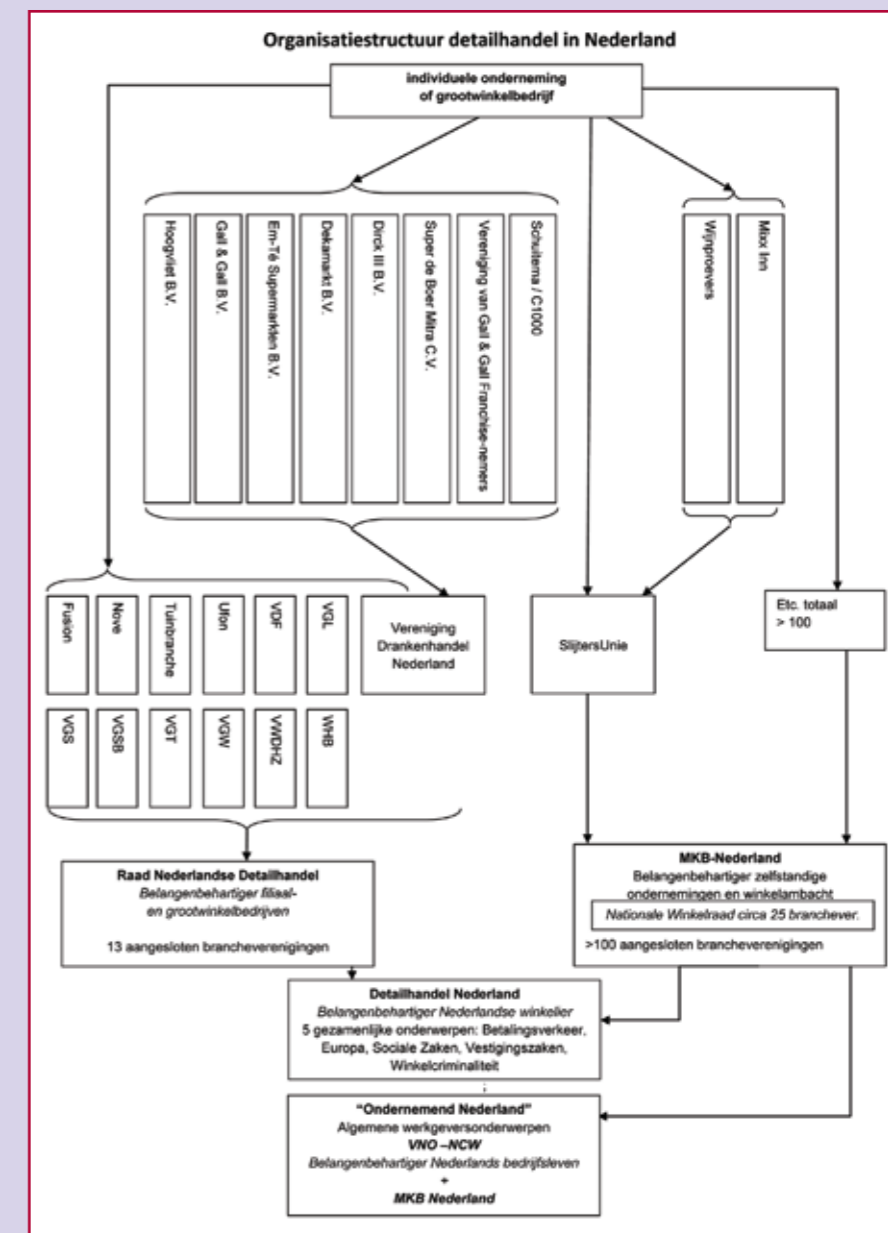 Organisatiestructuur detailhandel in Nederland
individuele onderneming
of grootwinkelbedrijf
Hoogvliet B.V.
Gall & Gall B.V.
Em-Té Supermarkten B.V.
Dekamarkt B.V.
Dirck III B.V.
Super de Boer Mitra C.V.
Vereniging van Gall & Gall Franchise-nemers
Schuitema / C1000
Wijnproevers
Mixx Inn
Fusion
Nove
Tuinbranche
Ufon
VDF
VGL
Vereniging
Drankenhandel
Nederland
SlijtersUnie
Etc. totaal
> 100
VGS
VGSB
VGT
VGW
VWDHZ
WHB
Raad Nederlandse Detailhandel
Belangenbehartiger filiaal-
en grootwinkelbedrijven
13 aangesloten brancheverenigingen
MKB-Nederland
Belangenbehartiger zelfstandige
ondernemingen en winkelambacht
Nationale Winkelraad circa 25 branchever.
>100 aangesloten brancheverenigingen
Detailhandel Nederland
Belangenbehartiger Nederlandse winkelier
5 gezamenlijke onderwerpen: Betalingsverkeer,
Europa, Sociale Zaken, Vestigingszaken,
Winkelcriminaliteit
“Ondernemend Nederland”
Algemene werkgeversonderwerpen
VNO –NCW
Belangenbehartiger Nederlands bedrijfsleven
+
MKB Nederland